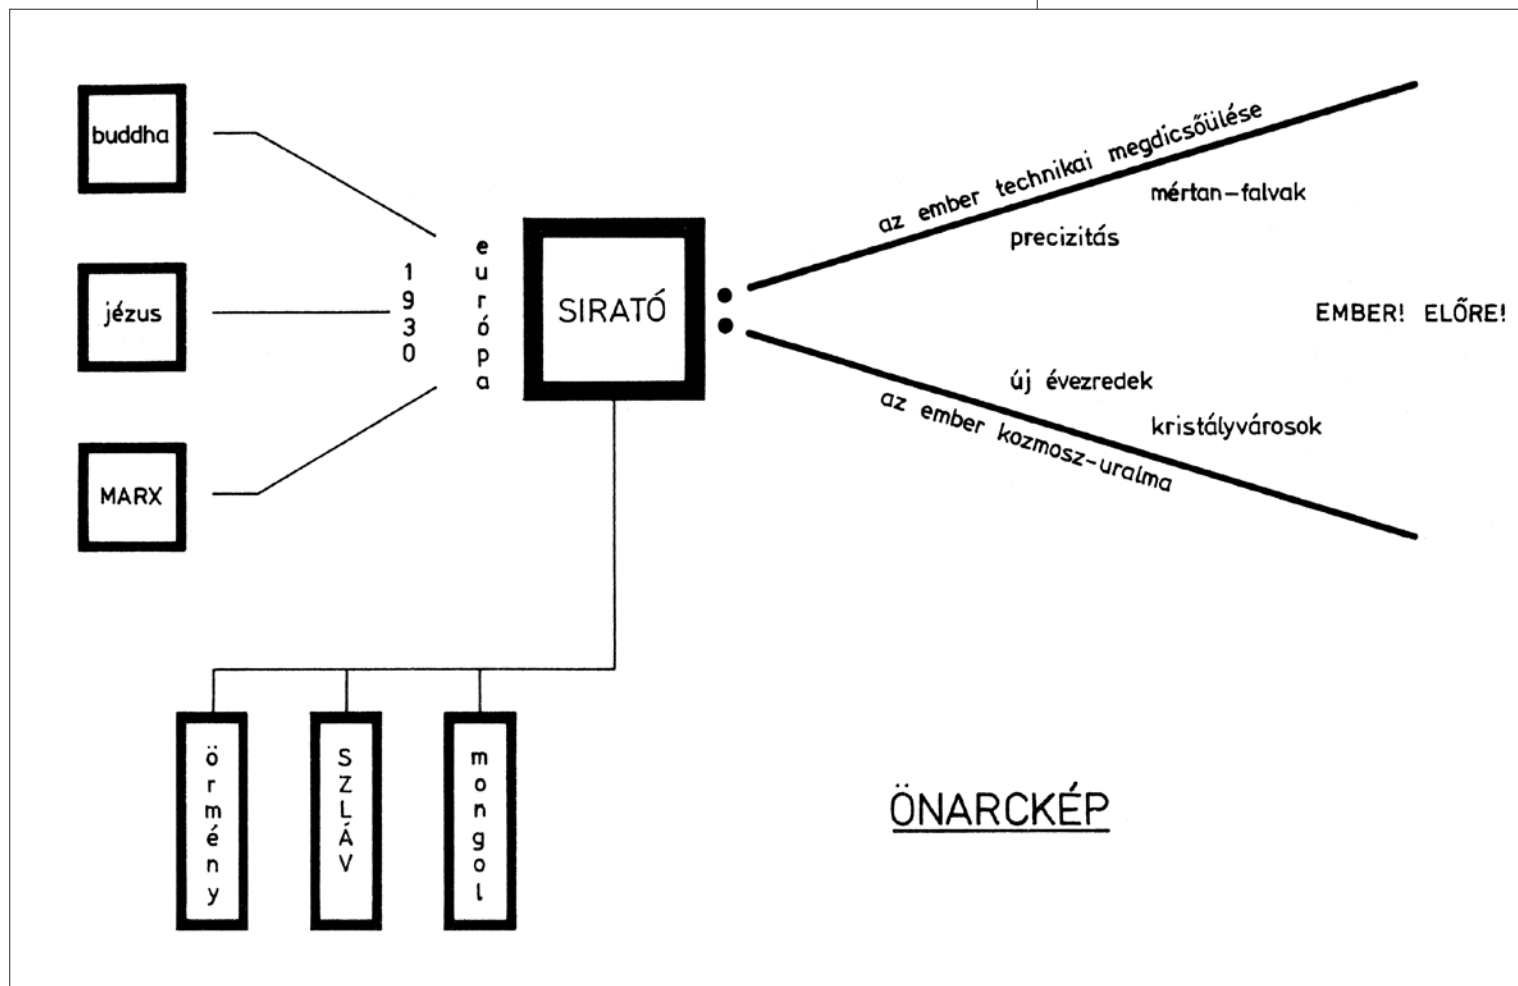 buddha
jézus
MARX
1930
európa
SIRATÓ
:
az ember technikai megdicsőülése
mértan-falvak
precizitás
EMBER! ELŐRE!
új évezredek
kristályvárosok
az ember kozmosz-uralma
örmény
SZLÁV
mongol
ÖNARCKÉP